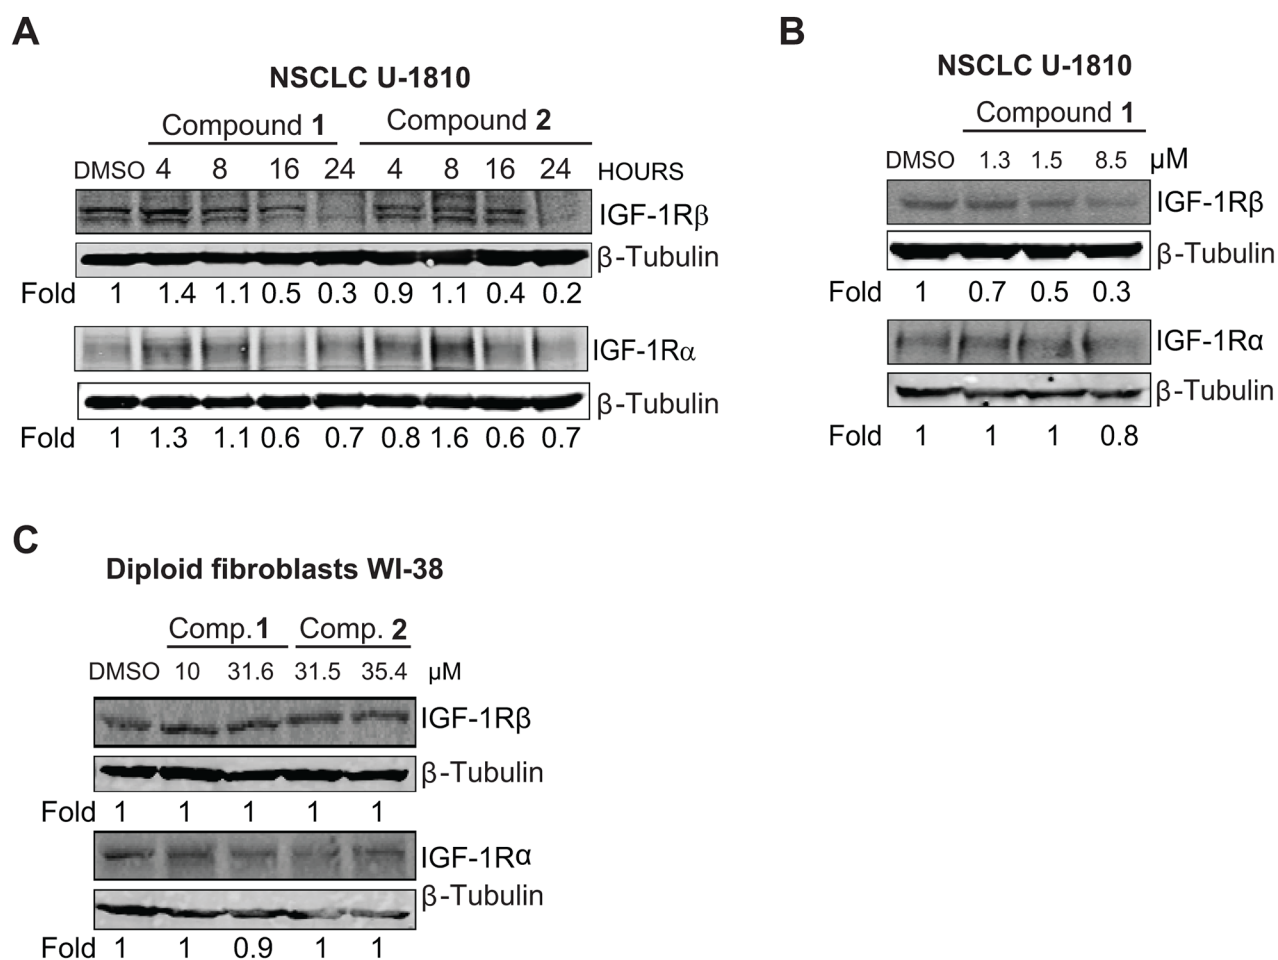 A
NSCLC U-1810
Compound 1 Compound 2
DMSO 4 8 16 24 4 8 16 24 HOURS
IGF-1Rβ
β-Tubulin
Fold 1 1.4 1.1 0.5 0.3 0.9 1.1 0.4 0.2
IGF-1Rα
β-Tubulin
Fold 1 1.3 1.1 0.6 0.7 0.8 1.6 0.6 0.7
B
NSCLC U-1810
Compound 1
DMSO 1.3 1.5 8.5 μM
IGF-1Rβ
β-Tubulin
Fold 1 0.7 0.5 0.3
IGF-1Rα
β-Tubulin
Fold 1 1 1 0.8
C
Diploid fibroblasts WI-38
Comp. 1 Comp. 2
DMSO 10 31.6 31.5 35.4 μM
IGF-1Rβ
β-Tubulin
Fold 1 1 1 1 1
IGF-1Rα
β-Tubulin
Fold 1 1 0.9 1 1